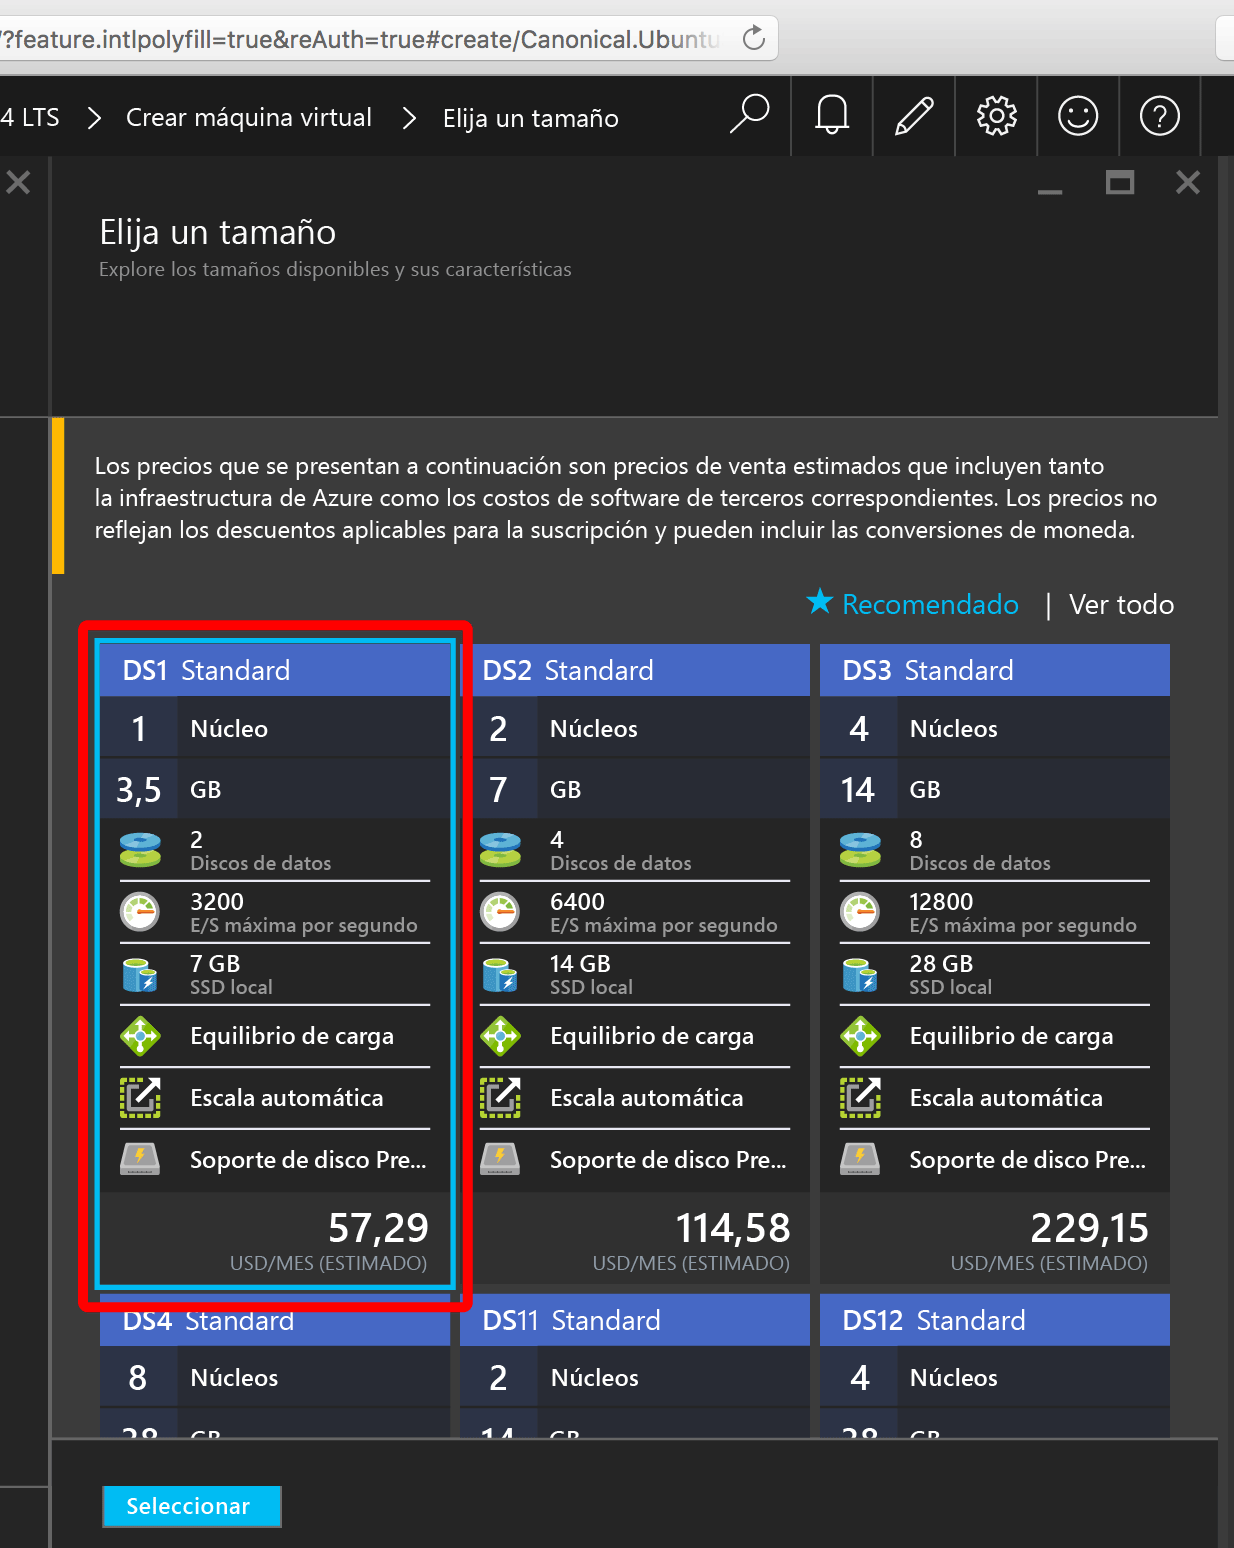 /?feature.intlpolyfill=true&reAuth=true#create/Canonical.Ubuntu
4 LTS > Crear máquina virtual > Elija un tamaño
Elija un tamaño
Explore los tamaños disponibles y sus características
Los precios que se presentan a continuación son precios de venta estimados que incluyen tanto
la infraestructura de Azure como los costos de software de terceros correspondientes. Los precios no
reflejan los descuentos aplicables para la suscripción y pueden incluir las conversiones de moneda.
★ Recomendado | Ver todo
DS1 Standard
1 Núcleo
3,5 GB
2
Discos de datos
3200
E/S máxima por segundo
7 GB
SSD local
Equilibrio de carga
Escala automática
Soporte de disco Pre...
57,29
USD/MES (ESTIMADO)
DS2 Standard
2 Núcleos
7 GB
4
Discos de datos
6400
E/S máxima por segundo
14 GB
SSD local
Equilibrio de carga
Escala automática
Soporte de disco Pre...
114,58
USD/MES (ESTIMADO)
DS3 Standard
4 Núcleos
14 GB
8
Discos de datos
12800
E/S máxima por segundo
28 GB
SSD local
Equilibrio de carga
Escala automática
Soporte de disco Pre...
229,15
USD/MES (ESTIMADO)
DS4 Standard
8 Núcleos
28 GB
DS11 Standard
2 Núcleos
14 GB
DS12 Standard
4 Núcleos
28 GB
Seleccionar